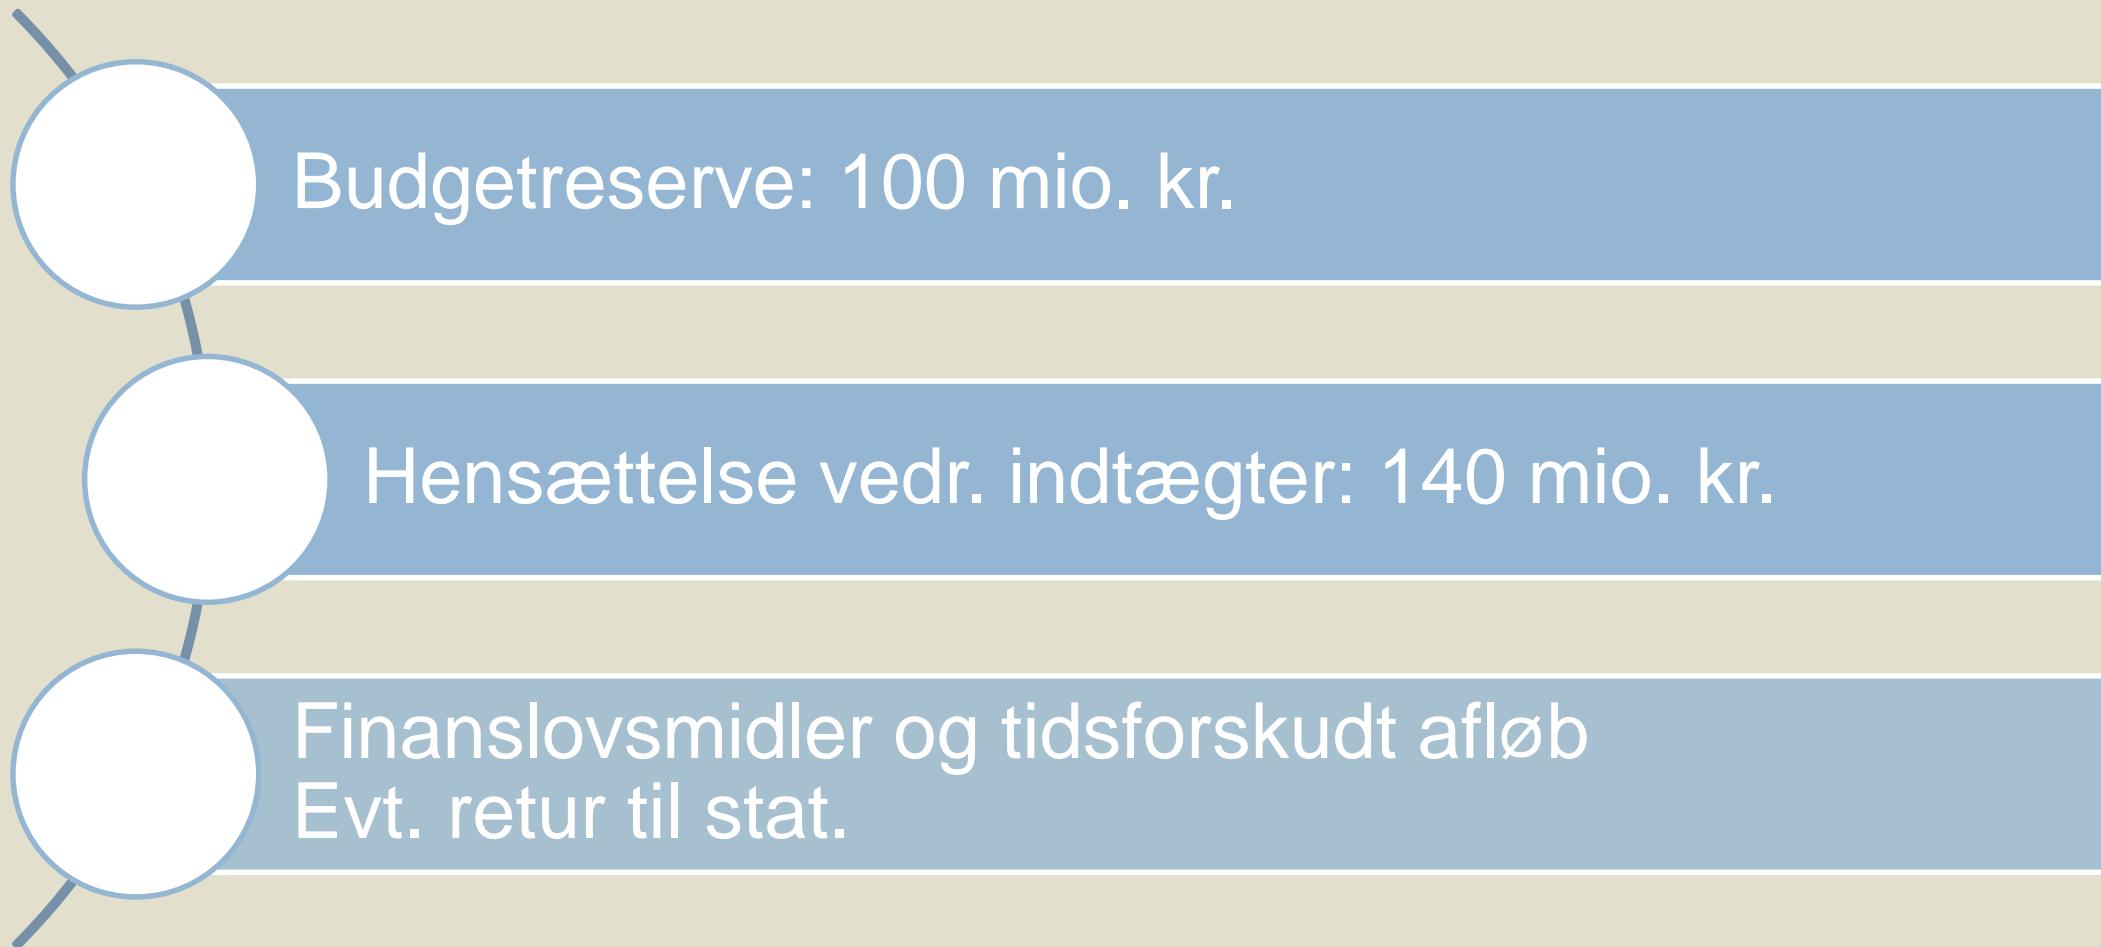 Budgetreserve: 100 mio. kr.
Hensættelse vedr. indtægter: 140 mio. kr.
Finanslovsmidler og tidsforskudt afløb
Evt. retur til stat.